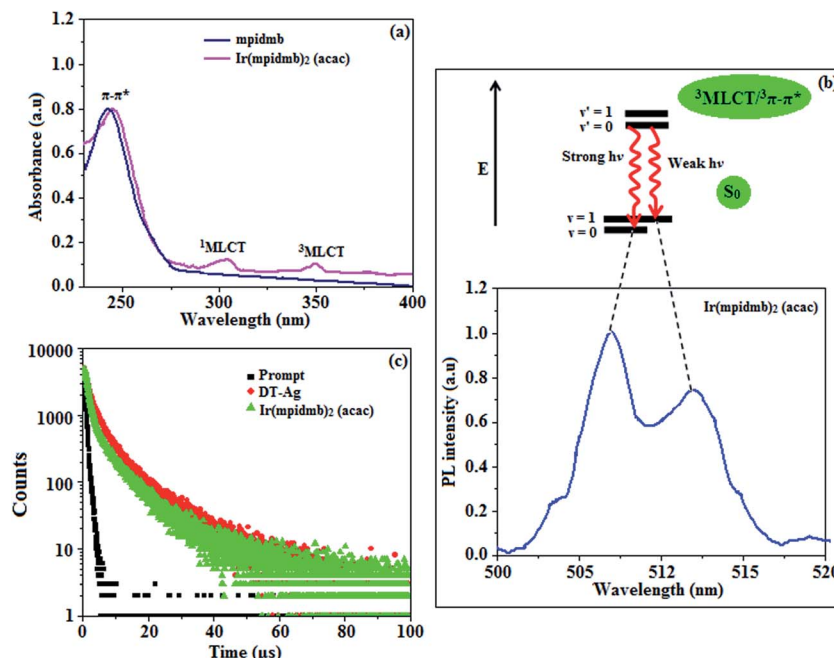 (a)
mpidmb
Ir(mpidmb)₂ (acac)
π-π*
¹MLCT
³MLCT
Absorbance (a.u)
1.2
1.0
0.8
0.6
0.4
0.2
0.0
250
300
350
400
Wavelength (nm)
(b)
E
v' = 1
v' = 0
³MLCT/³π-π*
Strong hν
Weak hν
S₀
v = 1
v = 0
Ir(mpidmb)₂ (acac)
PL intensity (a.u)
1.2
1.0
0.8
0.6
0.4
0.2
0.0
500
505
512
515
520
Wavelength (nm)
(c)
Prompt
DT-Ag
Ir(mpidmb)₂ (acac)
Counts
10000
1000
100
10
1
0
20
40
60
80
100
Time (µs)